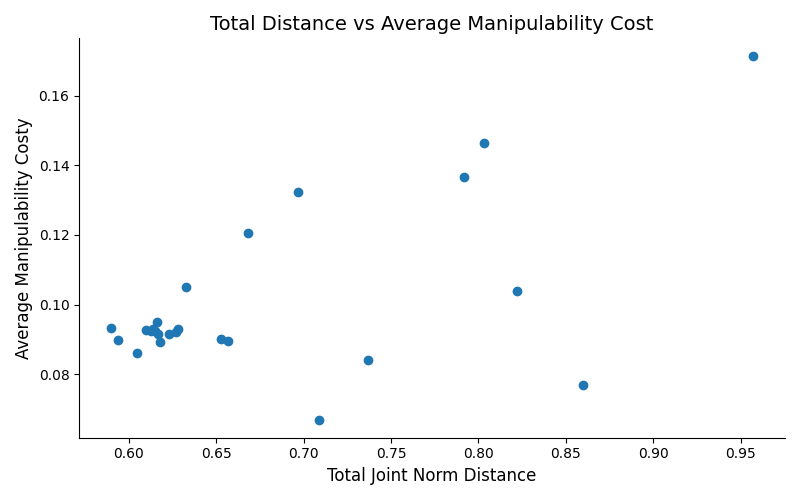 Total Distance vs Average Manipulability Cost
Average Manipulability Costy
0.16
0.14
0.12
0.10
0.08
0.60 0.65 0.70 0.75 0.80 0.85 0.90 0.95
Total Joint Norm Distance